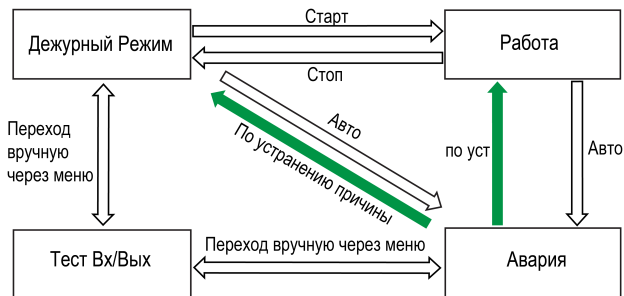 Старт
Дежурный Режим
Работа
Стоп
Авто
По устранению причины
Переход
вручную
через меню
по уст
Авто
Переход вручную через меню
Тест Вх/Вых
Авария